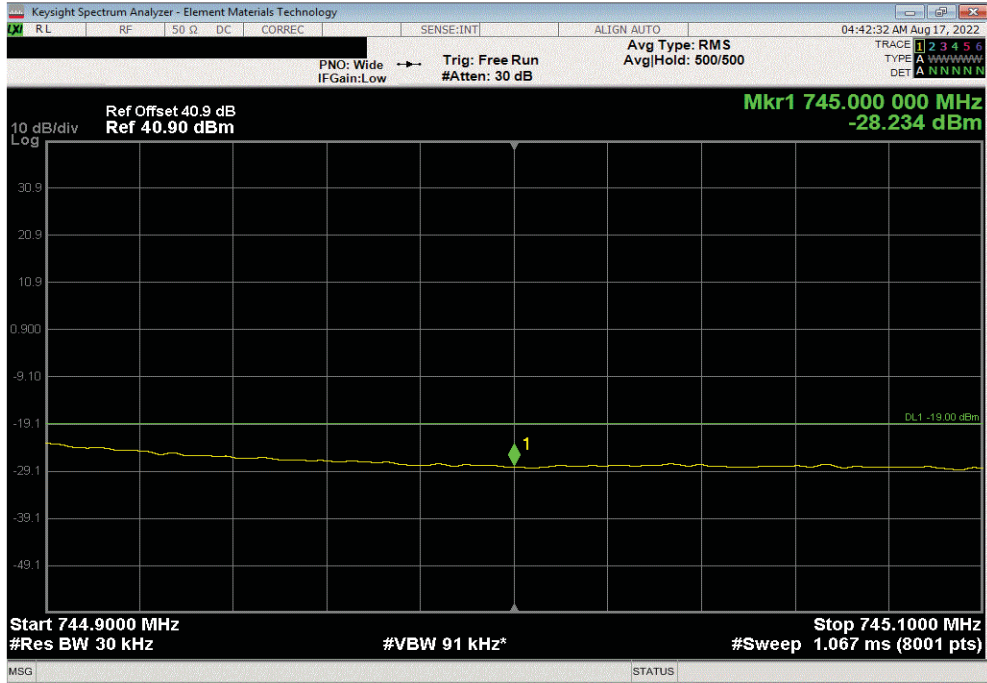 Keysight Spectrum Analyzer - Element Materials Technology
LXI RL RF 50 Ω DC CORREC SENSE:INT ALIGN AUTO 04:42:32 AM Aug 17, 2022
PNO: Wide Trig: Free Run Avg Type: RMS TRACE 1 2 3 4 5 6
IFGain:Low #Atten: 30 dB Avg|Hold: 500/500 TYPE A WWWWW
DET A N N N N N
Mkr1 745.000 000 MHz
-28.234 dBm
Ref Offset 40.9 dB
10 dB/div Ref 40.90 dBm
Log
30.9
20.9
10.9
0.900
-9.10
-19.1
DL1 -19.00 dBm
1
-29.1
-39.1
-49.1
Start 744.9000 MHz Stop 745.1000 MHz
#Res BW 30 kHz #VBW 91 kHz* #Sweep 1.067 ms (8001 pts)
MSG STATUS